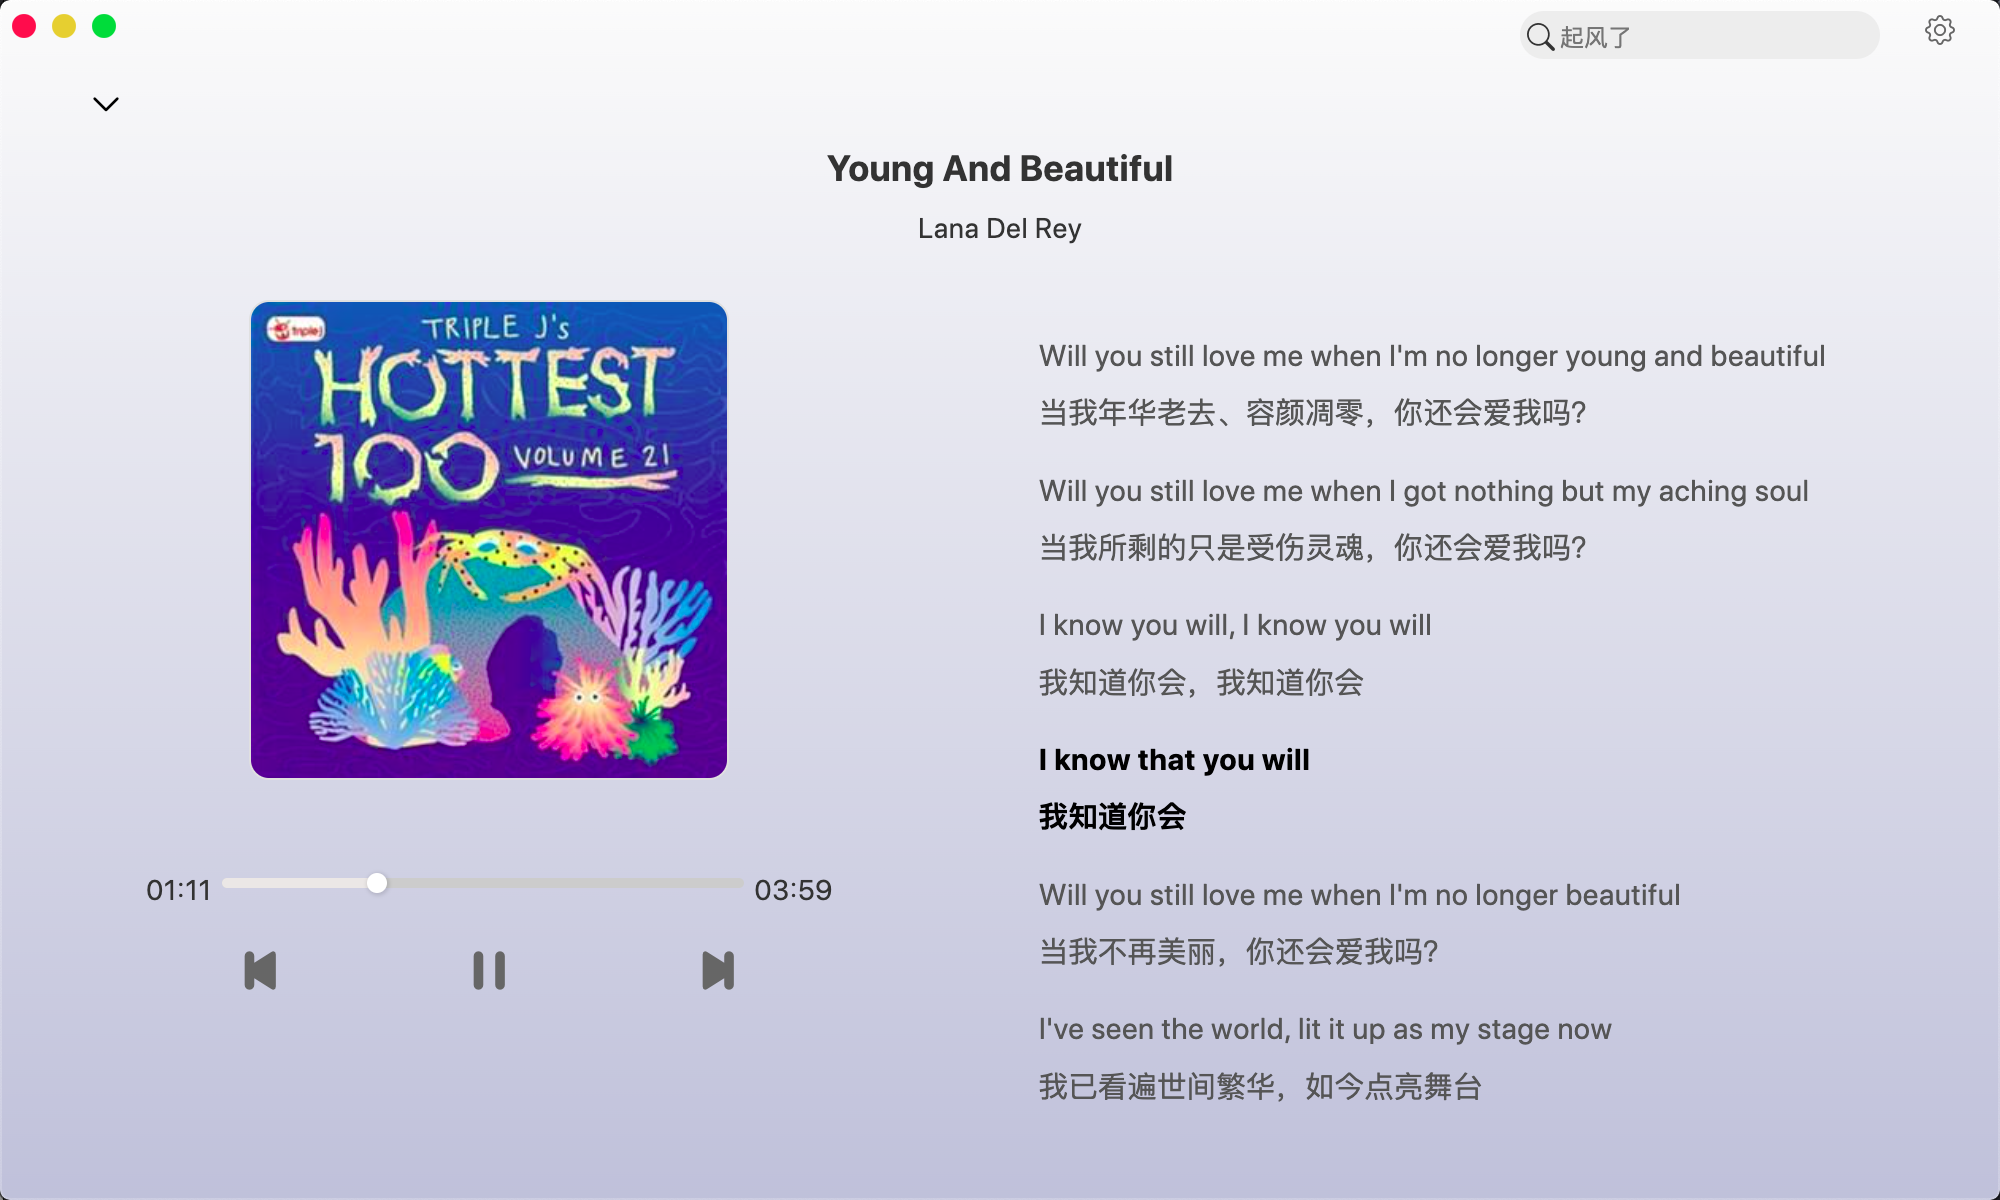 起风了
Young And Beautiful
Lana Del Rey
triple j
TRIPLE J's
HOTTEST
100 VOLUME 21
Will you still love me when I'm no longer young and beautiful
当我年华老去、容颜凋零，你还会爱我吗?
Will you still love me when I got nothing but my aching soul
当我所剩的只是受伤灵魂，你还会爱我吗?
I know you will, I know you will
我知道你会，我知道你会
I know that you will
我知道你会
Will you still love me when I'm no longer beautiful
当我不再美丽，你还会爱我吗?
I've seen the world, lit it up as my stage now
我已看遍世间繁华，如今点亮舞台
01:11 03:59